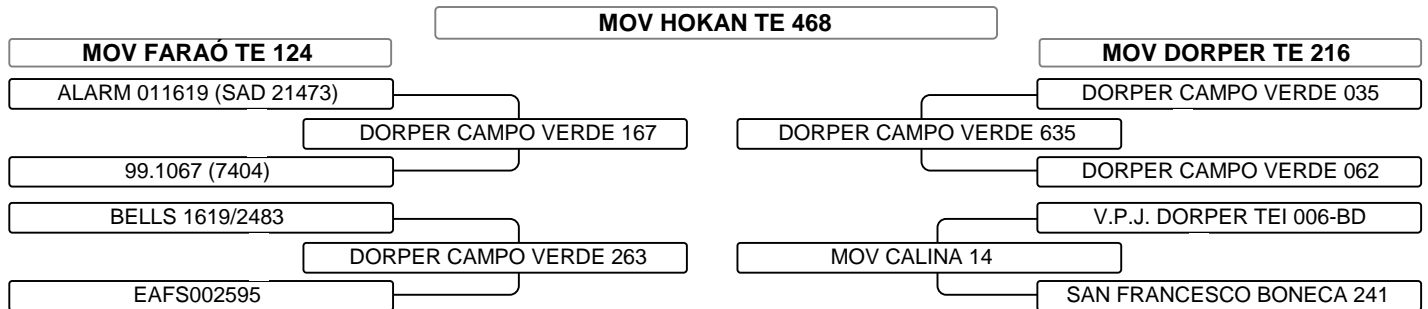 MOV HOKAN TE 468
MOV FARAÓ TE 124
MOV DORPER TE 216
ALARM 011619 (SAD 21473)
DORPER CAMPO VERDE 035
DORPER CAMPO VERDE 167
DORPER CAMPO VERDE 635
99.1067 (7404)
DORPER CAMPO VERDE 062
BELLS 1619/2483
V.P.J. DORPER TEI 006-BD
DORPER CAMPO VERDE 263
MOV CALINA 14
EAFS002595
SAN FRANCESCO BONECA 241